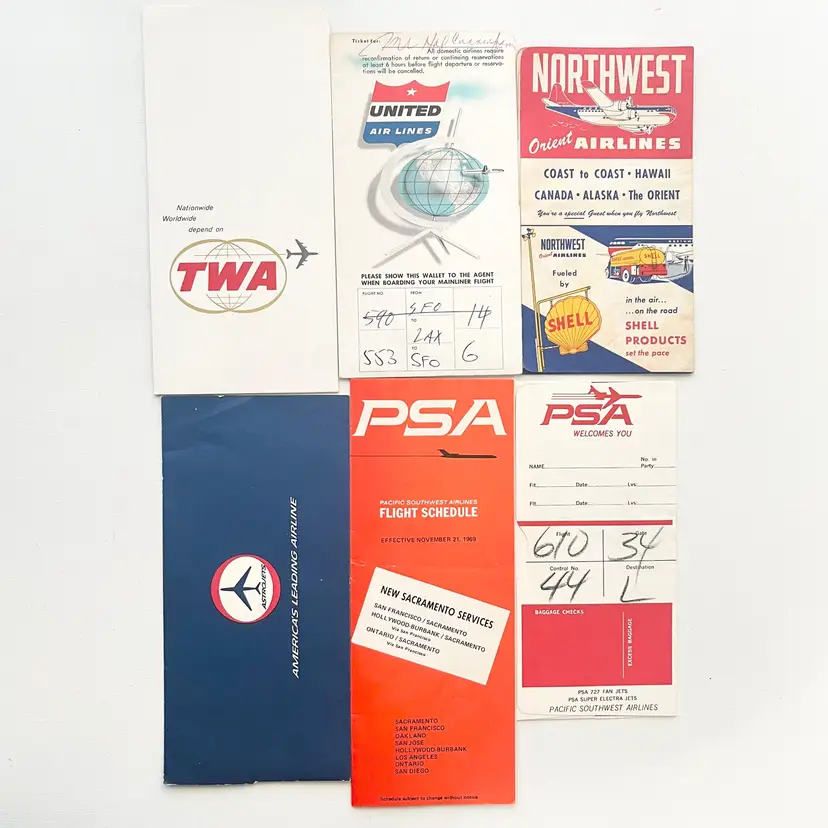 Nationwide
Worldwide
depend on
TWA
Ticket for:
All domestic airlines require
reconfirmation of return or continuing reservations
at least 6 hours before flight departure or reserva-
tions will be cancelled.
UNITED
AIR LINES
PLEASE SHOW THIS WALLET TO THE AGENT
WHEN BOARDING YOUR MAINLINER FLIGHT
FLIGHT NO. FROM
590 SFO 14
TO
LAX
TO
553 SFO 6
NORTHWEST
Orient AIRLINES
COAST to COAST • HAWAII
CANADA • ALASKA • The ORIENT
You're a special Guest when you fly Northwest
NORTHWEST
Orient AIRLINES
Fueled
by
SHELL
SHELL
in the air...
...on the road
SHELL
PRODUCTS
set the pace
ASTROJETS
AMERICA'S LEADING AIRLINE
PSA
PACIFIC SOUTHWEST AIRLINES
FLIGHT SCHEDULE
EFFECTIVE NOVEMBER 21, 1969
NEW SACRAMENTO SERVICES
SAN FRANCISCO / SACRAMENTO
HOLLYWOOD-BURBANK / SACRAMENTO
Via San Francisco
ONTARIO / SACRAMENTO
Via San Francisco
SACRAMENTO
SAN FRANCISCO
OAKLAND
SAN JOSE
HOLLYWOOD-BURBANK
LOS ANGELES
ONTARIO
SAN DIEGO
Schedule subject to change without notice
PSA
WELCOMES YOU
NAME No. in Party:
Flt. Date Lvs:
Flt. Date Lvs:
Flight Gate
610 34
Control No. Destination
44 L
BAGGAGE CHECKS
EXCESS BAGGAGE
PSA 727 FAN JETS
PSA SUPER ELECTRA JETS
PACIFIC SOUTHWEST AIRLINES